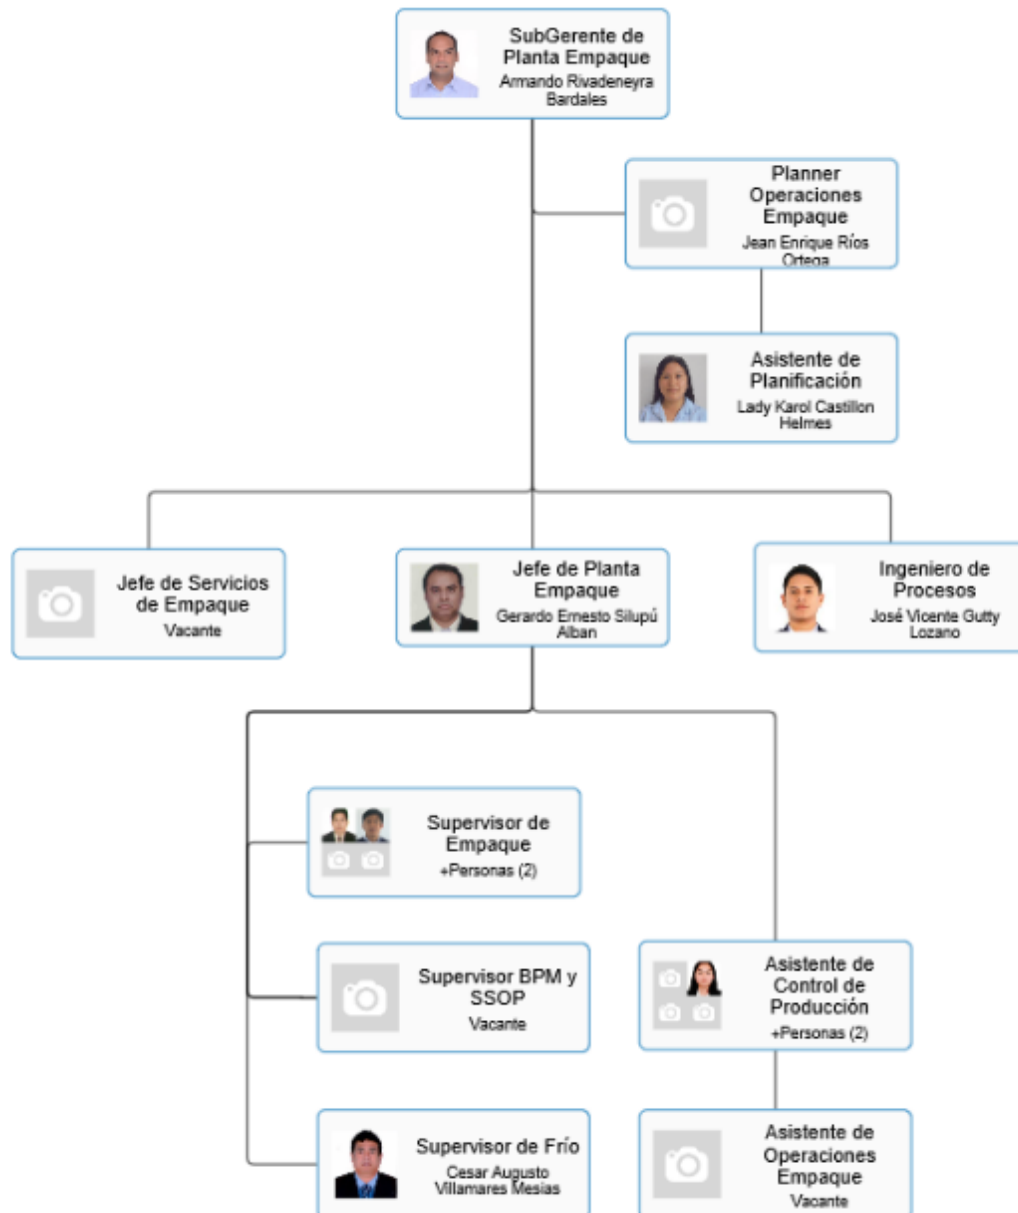 SubGerente de
Planta Empaque
Armando Rivadeneyra
Bardales
Planner
Operaciones
Empaque
Jean Enrique Ríos
Ortega
Asistente de
Planificación
Lady Karol Castillon
Helmes
Jefe de Servicios
de Empaque
Vacante
Jefe de Planta
Empaque
Gerardo Ernesto Silupú
Alban
Ingeniero de
Procesos
José Vicente Gutty
Lozano
Supervisor de
Empaque
+Personas (2)
Supervisor BPM y
SSOP
Vacante
Asistente de
Control de
Producción
+Personas (2)
Supervisor de Frío
Cesar Augusto
Villamares Mesias
Asistente de
Operaciones
Empaque
Vacante